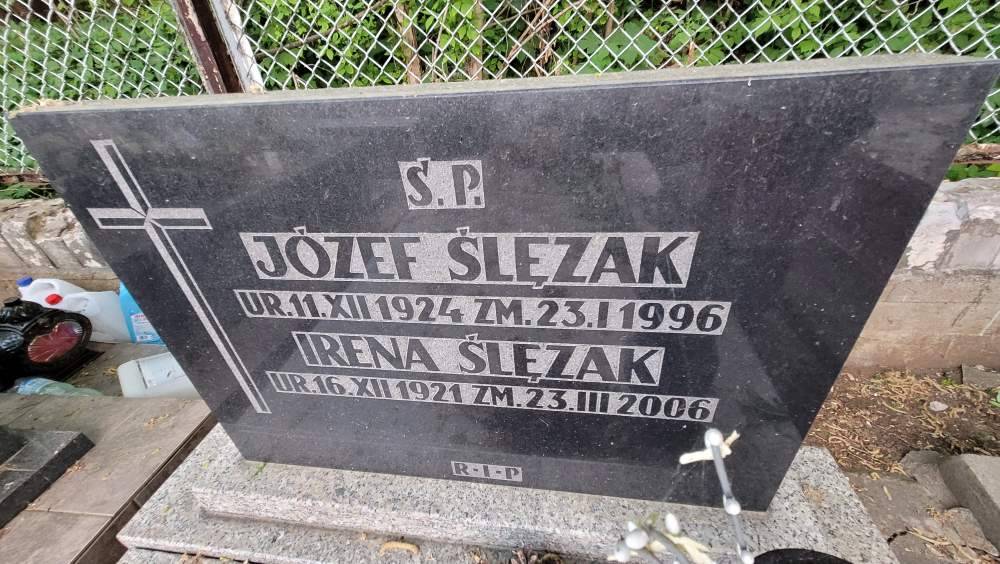 Ś.P.
JÓZEF ŚLĘZAK
UR.11.XII 1924 ZM.23.I 1996
IRENA ŚLĘZAK
UR.16.XII 1921 ZM.23.III 2006
R-I-P